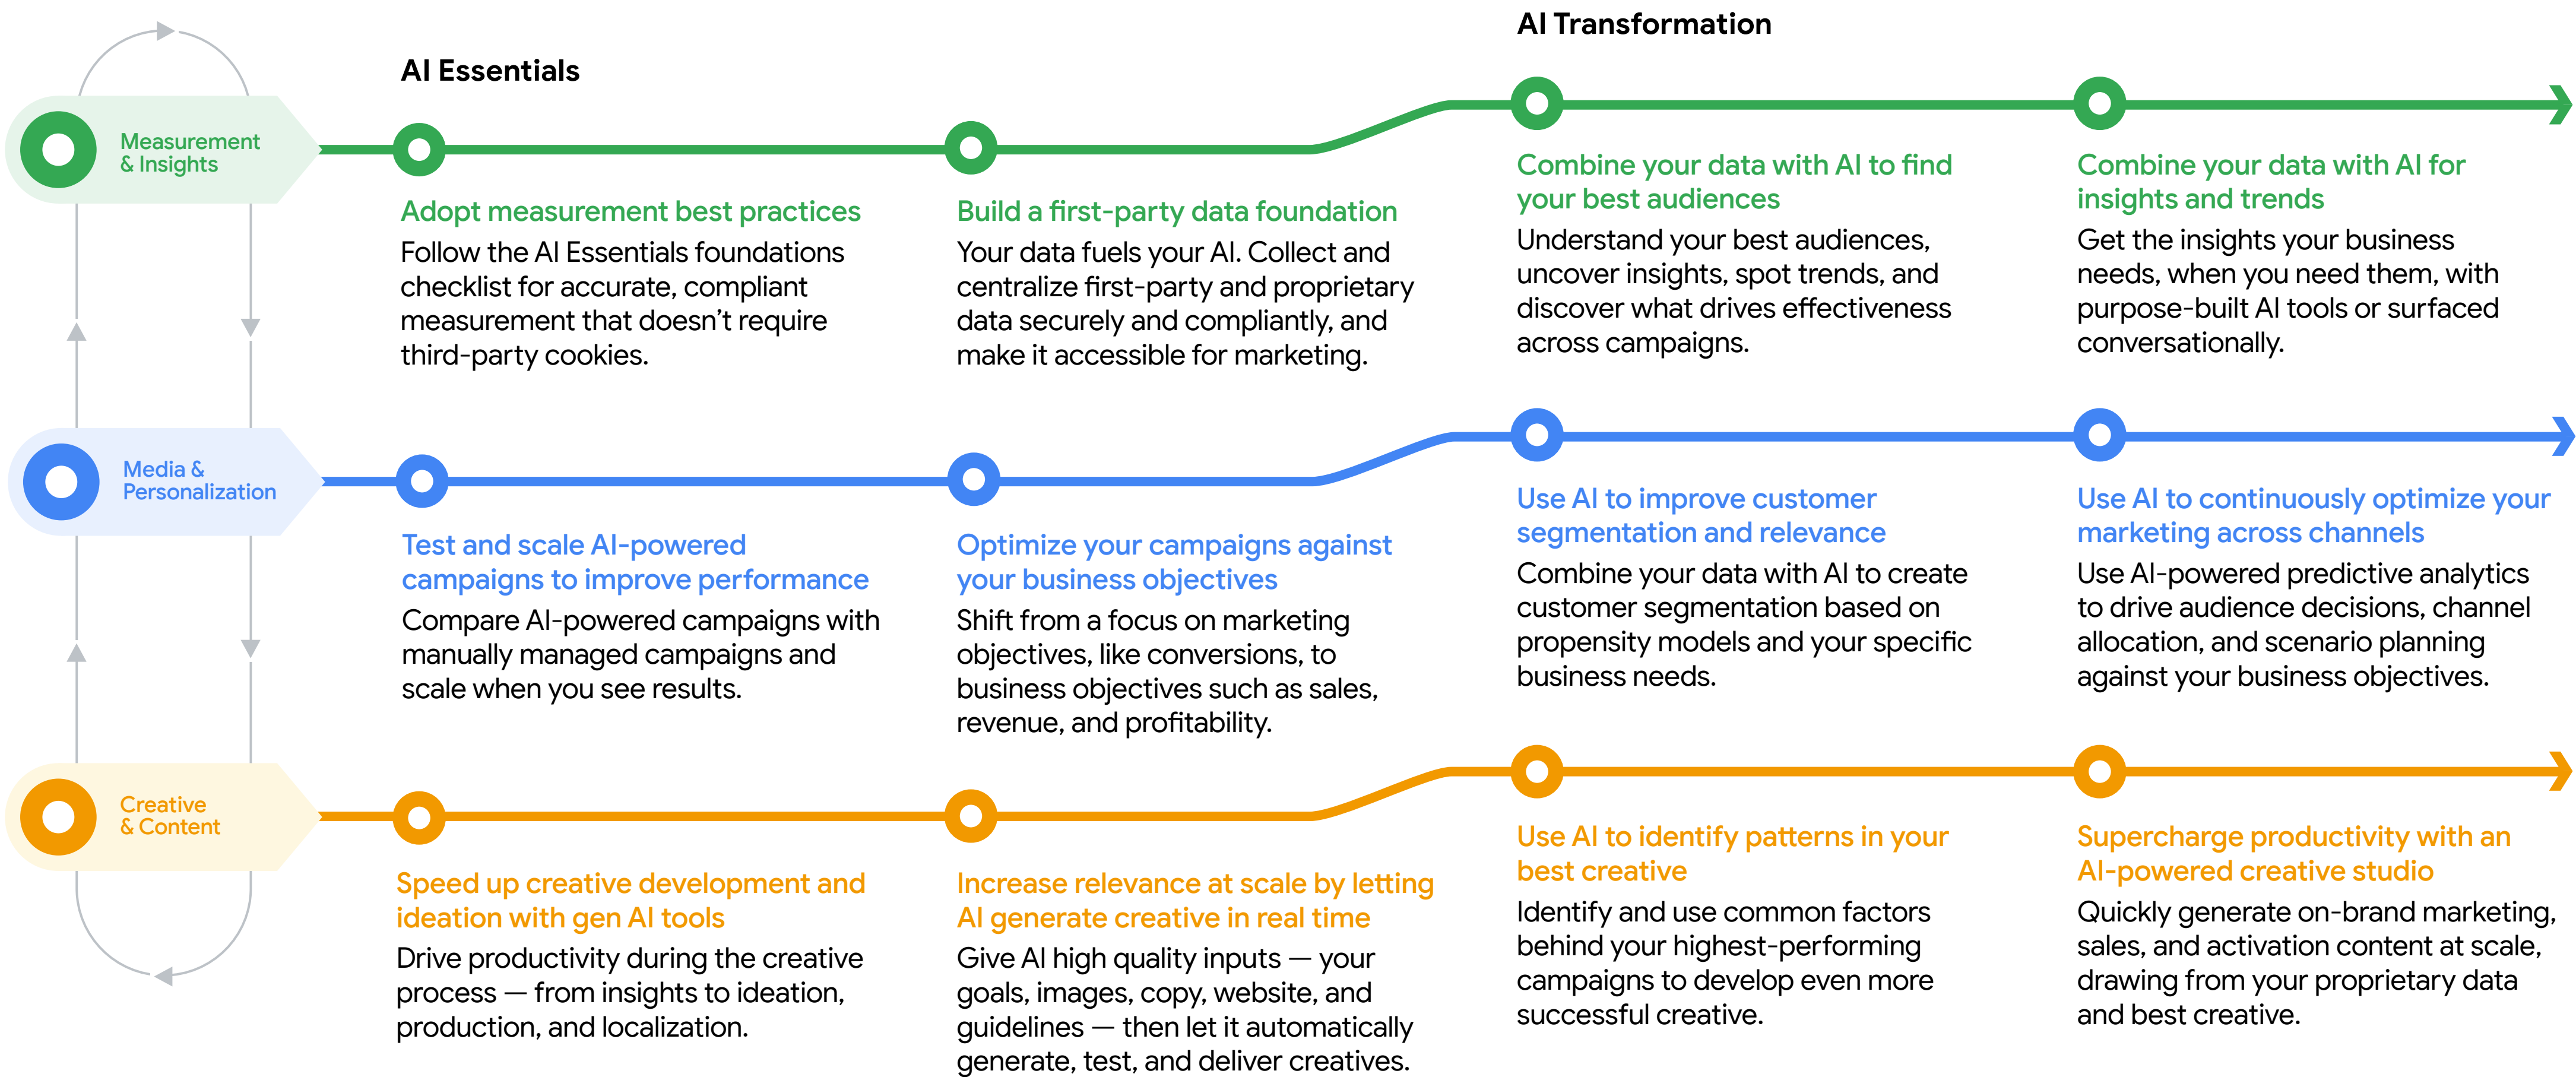 AI Transformation
AI Essentials
Measurement
& Insights
Adopt measurement best practices
Follow the AI Essentials foundations
checklist for accurate, compliant
measurement that doesn’t require
third-party cookies.
Build a first-party data foundation
Your data fuels your AI. Collect and
centralize first-party and proprietary
data securely and compliantly, and
make it accessible for marketing.
Combine your data with AI to find
your best audiences
Understand your best audiences,
uncover insights, spot trends, and
discover what drives effectiveness
across campaigns.
Combine your data with AI for
insights and trends
Get the insights your business
needs, when you need them, with
purpose-built AI tools or surfaced
conversationally.
Media &
Personalization
Test and scale AI-powered
campaigns to improve performance
Compare AI-powered campaigns with
manually managed campaigns and
scale when you see results.
Optimize your campaigns against
your business objectives
Shift from a focus on marketing
objectives, like conversions, to
business objectives such as sales,
revenue, and profitability.
Use AI to improve customer
segmentation and relevance
Combine your data with AI to create
customer segmentation based on
propensity models and your specific
business needs.
Use AI to continuously optimize your
marketing across channels
Use AI-powered predictive analytics
to drive audience decisions, channel
allocation, and scenario planning
against your business objectives.
Creative
& Content
Speed up creative development and
ideation with gen AI tools
Drive productivity during the creative
process — from insights to ideation,
production, and localization.
Increase relevance at scale by letting
AI generate creative in real time
Give AI high quality inputs — your
goals, images, copy, website, and
guidelines — then let it automatically
generate, test, and deliver creatives.
Use AI to identify patterns in your
best creative
Identify and use common factors
behind your highest-performing
campaigns to develop even more
successful creative.
Supercharge productivity with an
AI-powered creative studio
Quickly generate on-brand marketing,
sales, and activation content at scale,
drawing from your proprietary data
and best creative.